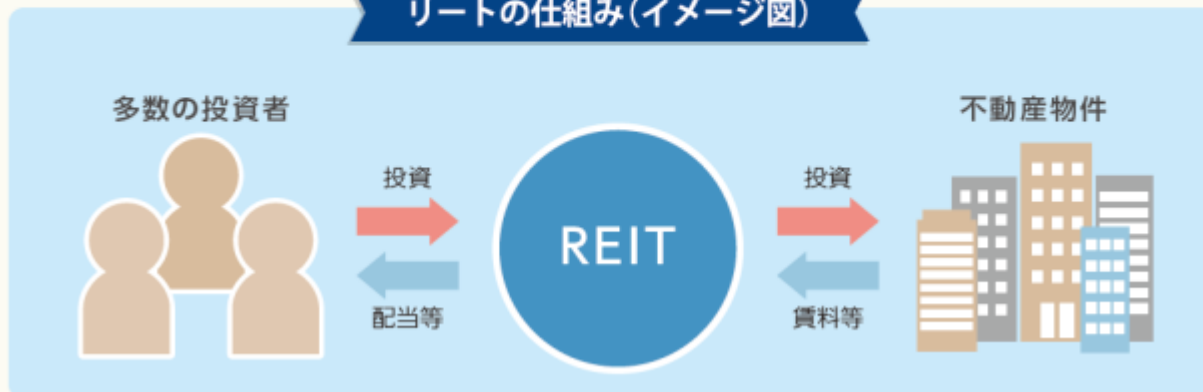 リートの仕組み（イメージ図）
多数の投資者
不動産物件
投資
投資
REIT
配当等
賃料等